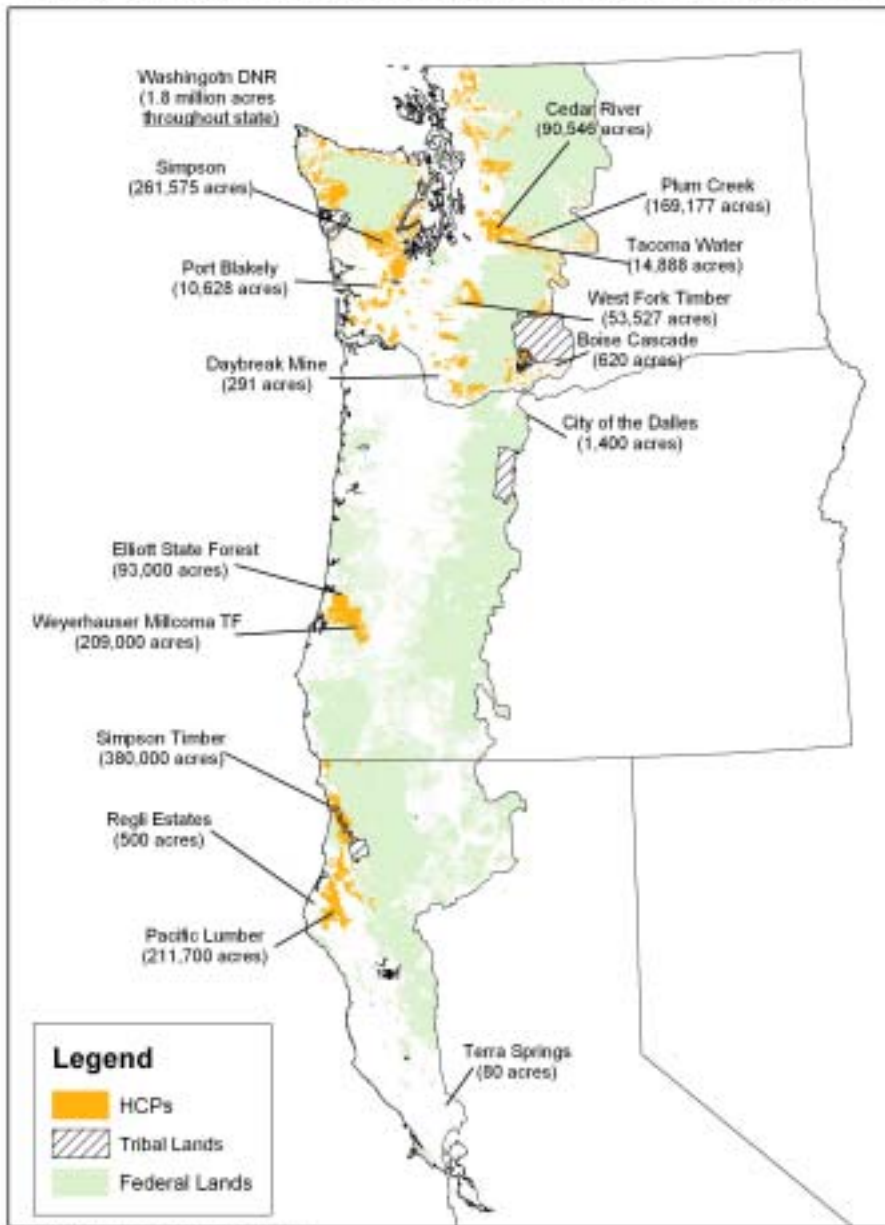 Washingotn DNR
(1.8 million acres
throughout state)
Cedar River
(90,546 acres)
Simpson
(261,575 acres)
Plum Creek
(169,177 acres)
Tacoma Water
(14,888 acres)
Port Blakely
(10,628 acres)
West Fork Timber
(53,527 acres)
Boise Cascade
(620 acres)
Daybreak Mine
(291 acres)
City of the Dalles
(1,400 acres)
Elliott State Forest
(93,000 acres)
Weyerhauser Millcoma TF
(209,000 acres)
Simpson Timber
(380,000 acres)
Regli Estates
(500 acres)
Pacific Lumber
(211,700 acres)
Terra Springs
(80 acres)
Legend
HCPs
Tribal Lands
Federal Lands